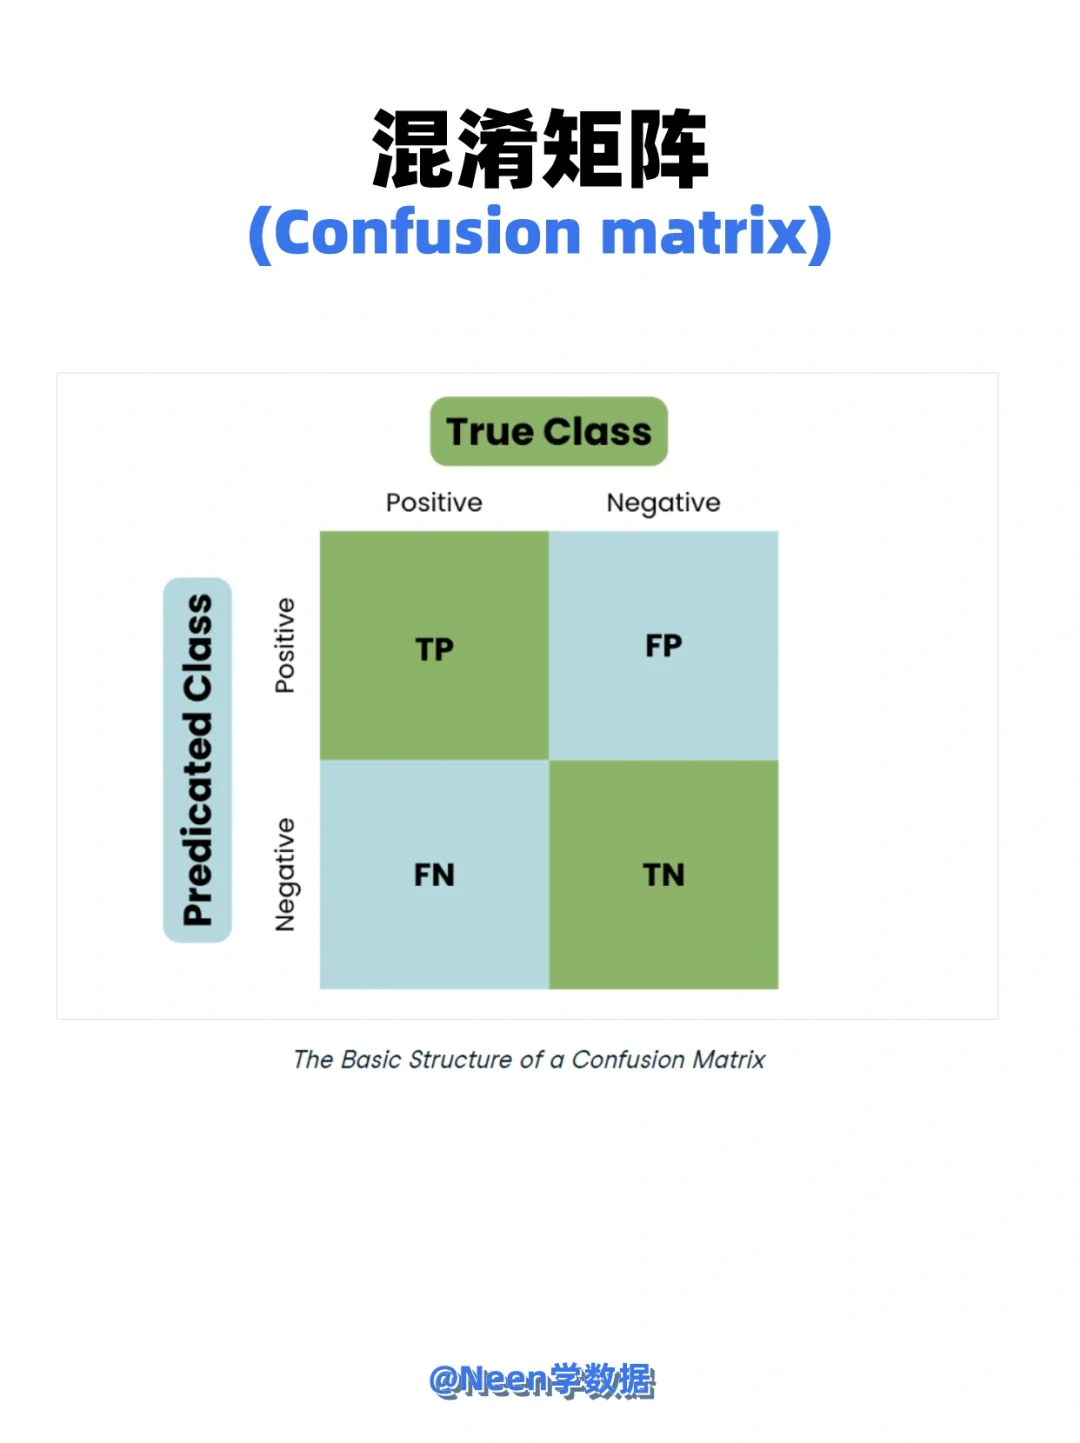 混淆矩阵
(Confusion matrix)
True Class
Positive
Negative
Predicated Class
Positive
TP
FP
Negative
FN
TN
The Basic Structure of a Confusion Matrix
@Neen学数据